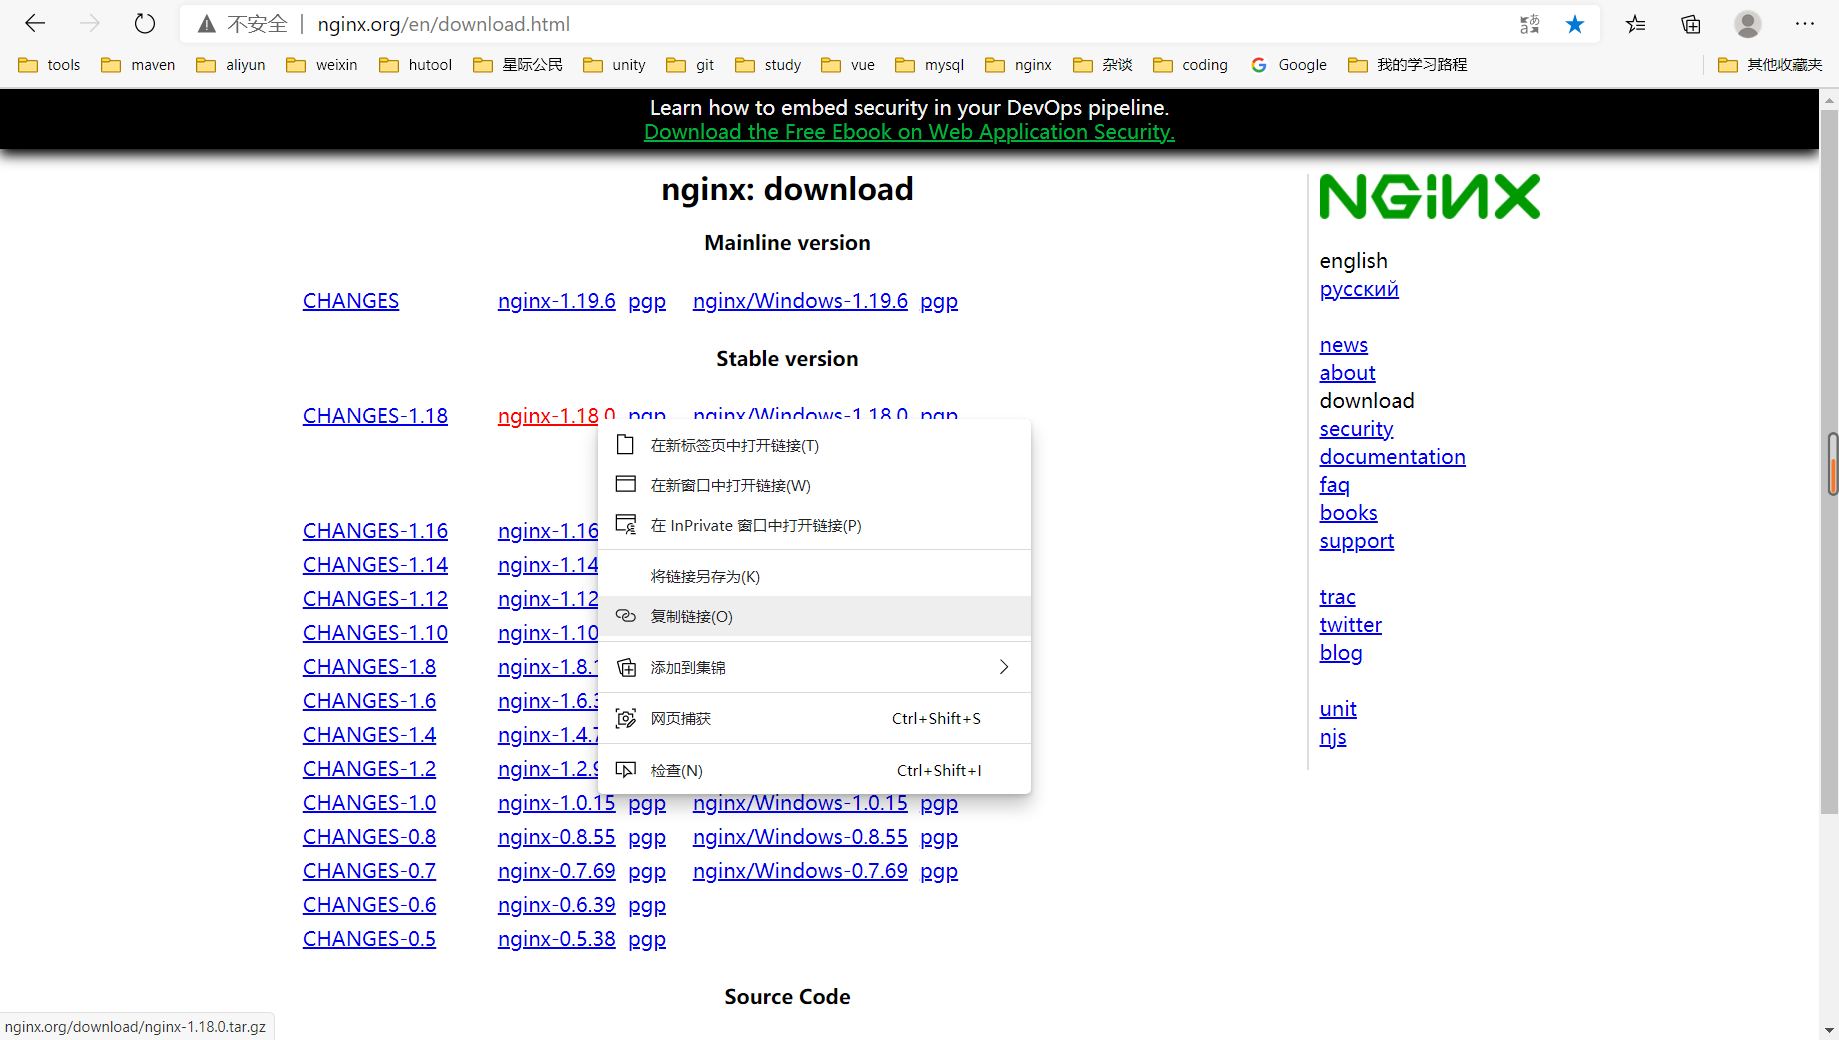 不安全 | nginx.org/en/download.html
tools maven aliyun weixin hutool 星际公民 unity git study vue mysql nginx 杂谈 coding Google 我的学习路程 其他收藏夹
Learn how to embed security in your DevOps pipeline.
Download the Free Ebook on Web Application Security.
nginx: download
Mainline version
CHANGES nginx-1.19.6 pgp nginx/Windows-1.19.6 pgp
Stable version
CHANGES-1.18 nginx-1.18.0 pgp nginx/Windows-1.18.0 pgp
CHANGES-1.16 nginx-1.16
CHANGES-1.14 nginx-1.14
CHANGES-1.12 nginx-1.12
CHANGES-1.10 nginx-1.10
CHANGES-1.8 nginx-1.8.1
CHANGES-1.6 nginx-1.6.3
CHANGES-1.4 nginx-1.4.7
CHANGES-1.2 nginx-1.2.9
CHANGES-1.0 nginx-1.0.15 pgp nginx/Windows-1.0.15 pgp
CHANGES-0.8 nginx-0.8.55 pgp nginx/Windows-0.8.55 pgp
CHANGES-0.7 nginx-0.7.69 pgp nginx/Windows-0.7.69 pgp
CHANGES-0.6 nginx-0.6.39 pgp
CHANGES-0.5 nginx-0.5.38 pgp
Source Code
在新标签页中打开链接(T)
在新窗口中打开链接(W)
在 InPrivate 窗口中打开链接(P)
将链接另存为(K)
复制链接(O)
添加到集锦
网页捕获 Ctrl+Shift+S
检查(N) Ctrl+Shift+I
NGINX
english
русский
news
about
download
security
documentation
faq
books
support
trac
twitter
blog
unit
njs
nginx.org/download/nginx-1.18.0.tar.gz